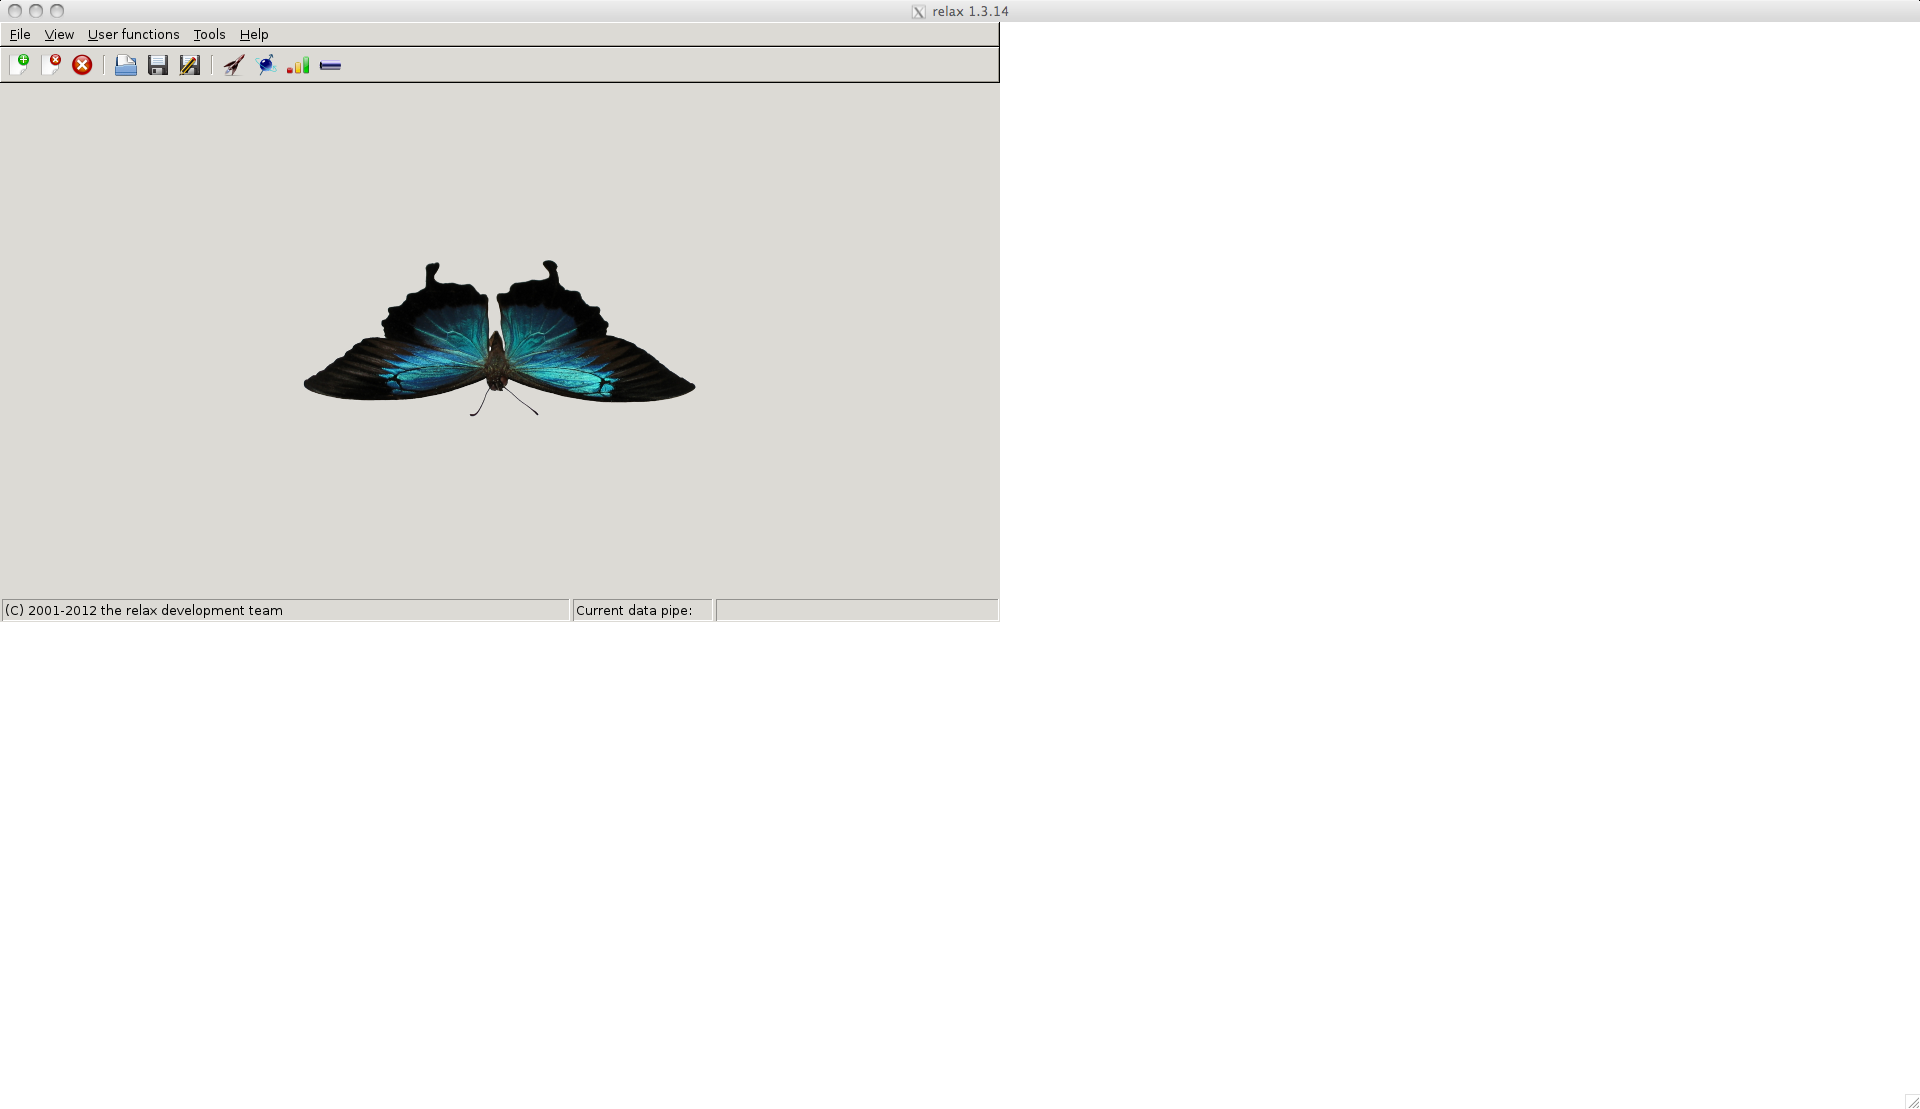 relax 1.3.14
File View User functions Tools Help
(C) 2001-2012 the relax development team
Current data pipe: